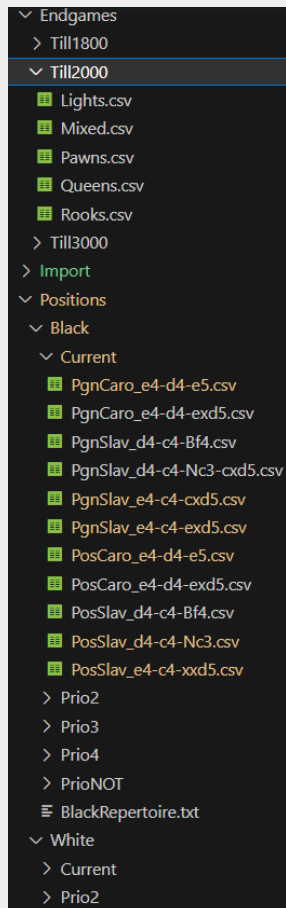 Endgames
Till1800
Till2000
Lights.csv
Mixed.csv
Pawns.csv
Queens.csv
Rooks.csv
Till3000
Import
Positions
Black
Current
PgnCaro_e4-d4-e5.csv
PgnCaro_e4-d4-exd5.csv
PgnSlav_d4-c4-Bf4.csv
PgnSlav_d4-c4-Nc3-cxd5.csv
PgnSlav_e4-c4-cxd5.csv
PgnSlav_e4-c4-exd5.csv
PosCaro_e4-d4-e5.csv
PosCaro_e4-d4-exd5.csv
PosSlav_d4-c4-Bf4.csv
PosSlav_d4-c4-Nc3.csv
PosSlav_e4-c4-xxd5.csv
Prio2
Prio3
Prio4
PrioNOT
BlackRepertoire.txt
White
Current
Prio2